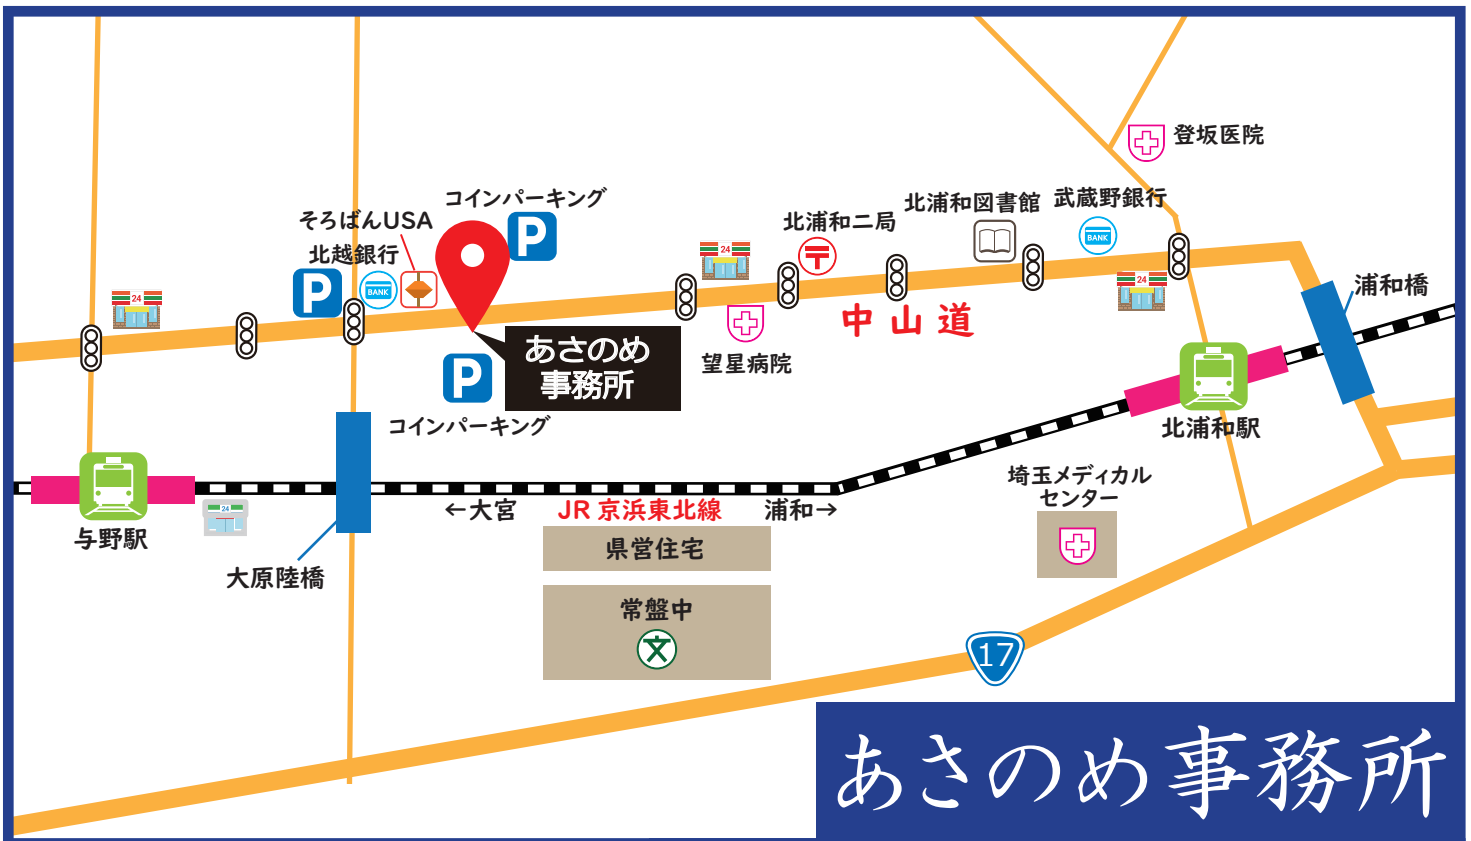 登坂医院
コインパーキング
武蔵野銀行
北浦和図書館
そろばんUSA
北浦和二局
P
北越銀行
BANK
24
浦和橋
P
BANK
24
24
中山道
あさのめ
事務所
望星病院
P
コインパーキング
北浦和駅
埼玉メディカル
センター
←大宮
JR 京浜東北線
浦和→
24
与野駅
県営住宅
大原陸橋
常盤中
文
17
あさのめ事務所